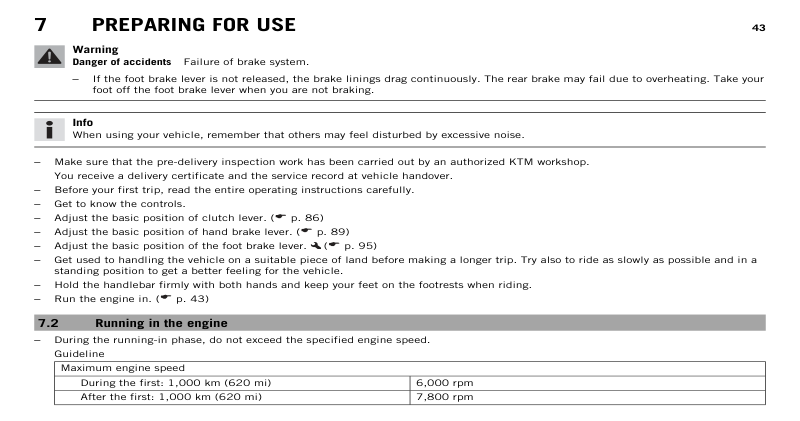 7 PREPARING FOR USE 43
Warning
Danger of accidents Failure of brake system.
– If the foot brake lever is not released, the brake linings drag continuously. The rear brake may fail due to overheating. Take your
foot off the foot brake lever when you are not braking.
Info
When using your vehicle, remember that others may feel disturbed by excessive noise.
– Make sure that the pre-delivery inspection work has been carried out by an authorized KTM workshop.
You receive a delivery certificate and the service record at vehicle handover.
– Before your first trip, read the entire operating instructions carefully.
– Get to know the controls.
– Adjust the basic position of clutch lever. (☛ p. 86)
– Adjust the basic position of hand brake lever. (☛ p. 89)
– Adjust the basic position of the foot brake lever. (☛ p. 95)
– Get used to handling the vehicle on a suitable piece of land before making a longer trip. Try also to ride as slowly as possible and in a
standing position to get a better feeling for the vehicle.
– Hold the handlebar firmly with both hands and keep your feet on the footrests when riding.
– Run the engine in. (☛ p. 43)
7.2 Running in the engine
– During the running-in phase, do not exceed the specified engine speed.
Guideline
Maximum engine speed
During the first: 1,000 km (620 mi) 6,000 rpm
After the first: 1,000 km (620 mi) 7,800 rpm